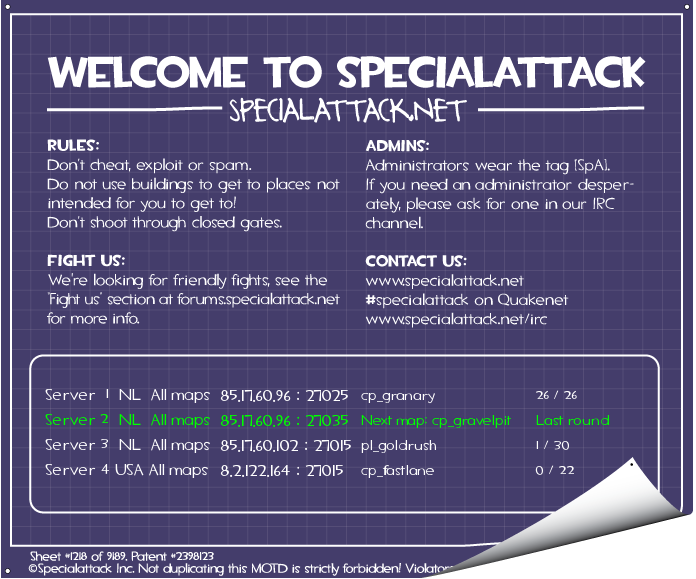 WELCOME TO SPECIALATTACK
SPECIALATTACK.NET
RULES:
Don't cheat, exploit or spam.
Do not use buildings to get to places not
intended for you to get to!
Don't shoot through closed gates.
ADMINS:
Administrators wear the tag [SpA].
If you need an administrator desper-
ately, please ask for one in our IRC
channel.
FIGHT US:
We're looking for friendly fights, see the
'Fight us' section at forums.specialattack.net
for more info.
CONTACT US:
www.specialattack.net
#specialattack on Quakenet
www.specialattack.net/irc
Server 1 NL All maps 85.17.60.96 : 27025 cp_granary 26 / 26
Server 2 NL All maps 85.17.60.96 : 27035 Next map: cp_gravelpit Last round
Server 3 NL All maps 85.17.60.102 : 27015 pl_goldrush 1 / 30
Server 4 USA All maps 8.2.122.164 : 27015 cp_fastlane 0 / 22
Sheet #1218 of 9189. Patent #2398123
©Specialattack Inc. Not duplicating this MOTD is strictly forbidden! Violator